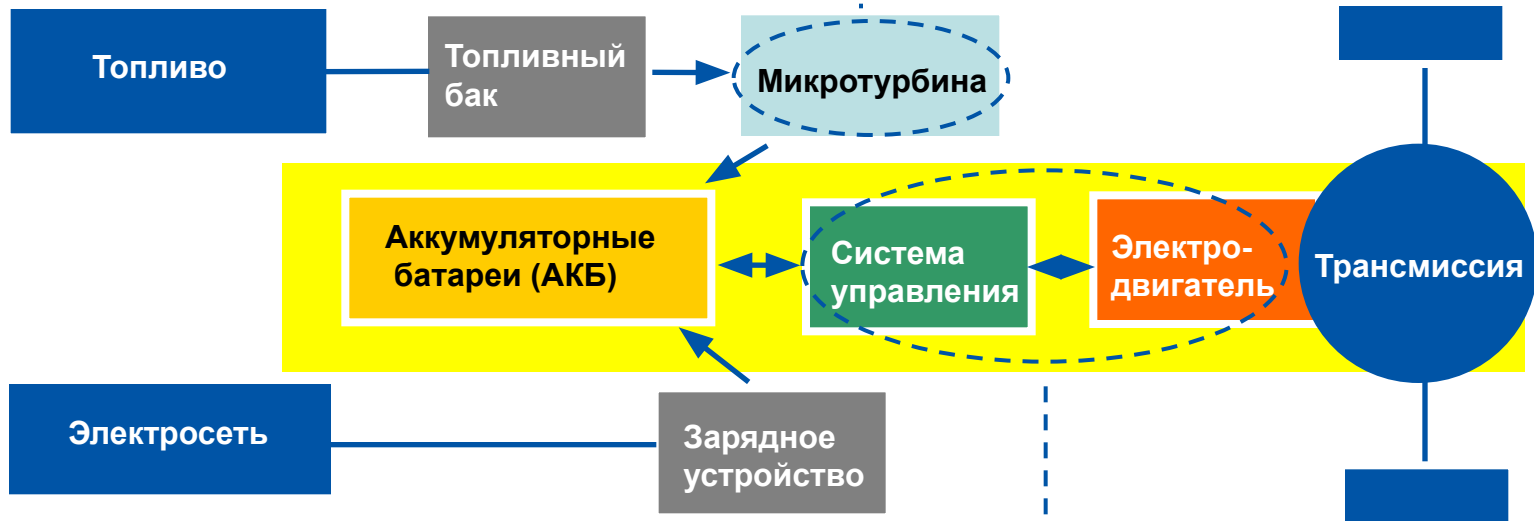 Топливо
Топливный
бак
Микротурбина
Аккумуляторные
батареи (АКБ)
Система
управления
Электро-
двигатель
Трансмиссия
Электросеть
Зарядное
устройство